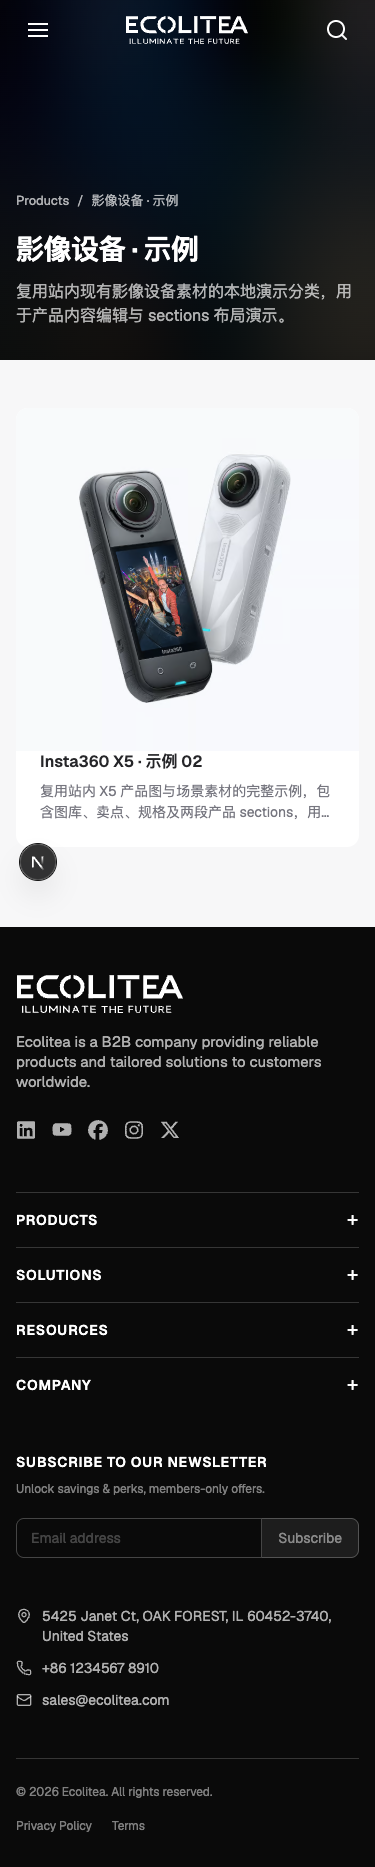 ECOLITEA
ILLUMINATE THE FUTURE
Products / 影像设备 · 示例
影像设备 · 示例
复用站内现有影像设备素材的本地演示分类，用
于产品内容编辑与 sections 布局演示。
Insta360
Insta360 X5 · 示例 02
复用站内 X5 产品图与场景素材的完整示例，包
含图库、卖点、规格及两段产品 sections，用…
N
ECOLITEA
ILLUMINATE THE FUTURE
Ecolitea is a B2B company providing reliable
products and tailored solutions to customers
worldwide.
PRODUCTS +
SOLUTIONS +
RESOURCES +
COMPANY +
SUBSCRIBE TO OUR NEWSLETTER
Unlock savings & perks, members-only offers.
Email address Subscribe
5425 Janet Ct, OAK FOREST, IL 60452-3740,
United States
+86 1234567 8910
sales@ecolitea.com
© 2026 Ecolitea. All rights reserved.
Privacy Policy Terms